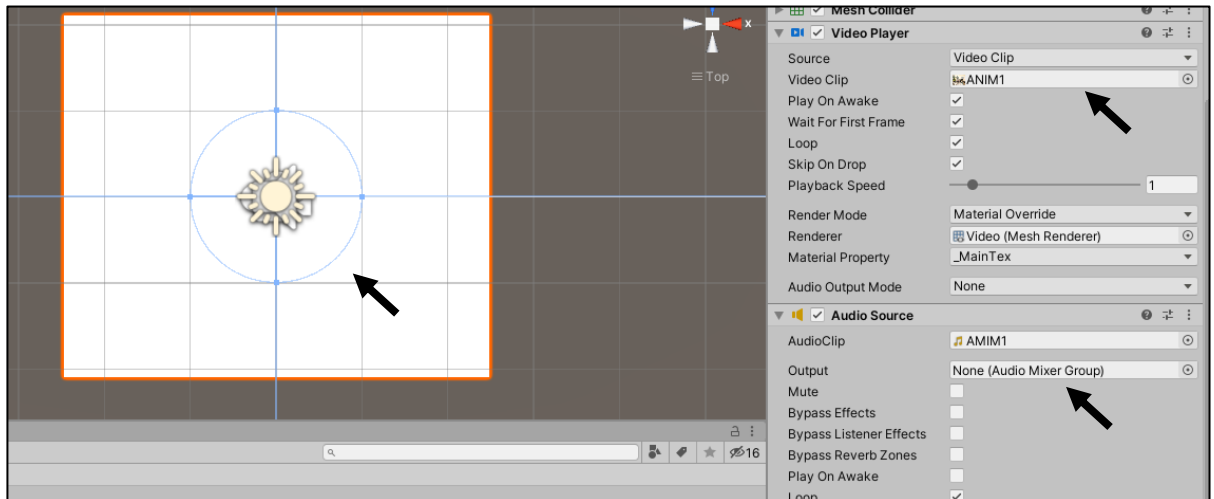 Mesh Collider
x
Top
Video Player
Source Video Clip
Video Clip ANIM1
Play On Awake
Wait For First Frame
Loop
Skip On Drop
Playback Speed 1
Render Mode Material Override
Renderer Video (Mesh Renderer)
Material Property _MainTex
Audio Output Mode None
Audio Source
AudioClip AMIM1
Output None (Audio Mixer Group)
Mute
Bypass Effects
Bypass Listener Effects
16
Bypass Reverb Zones
Play On Awake
Loop